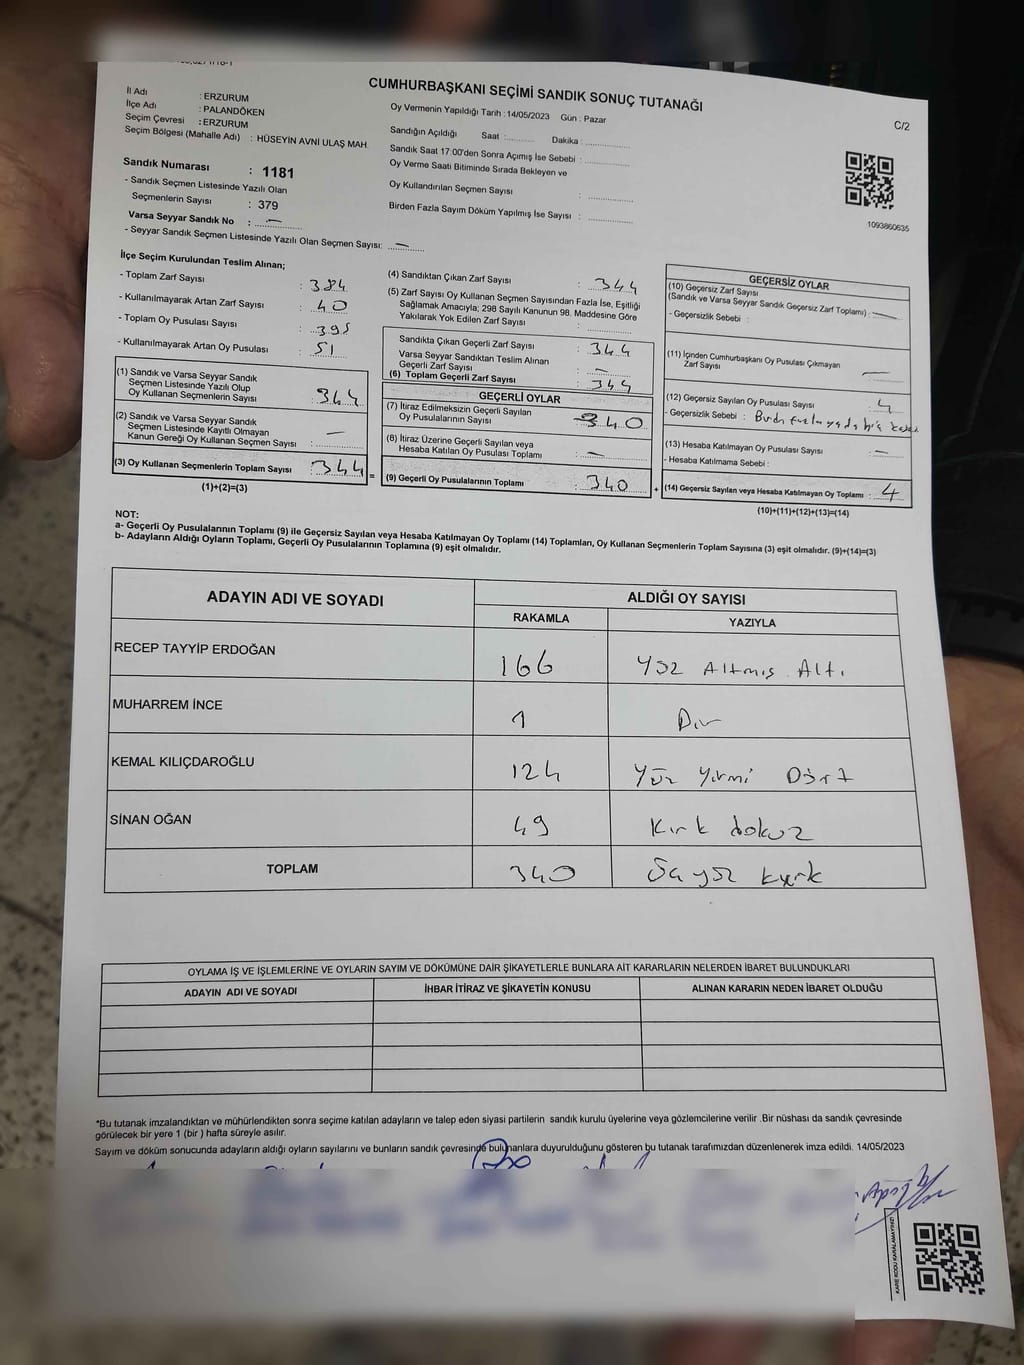 CUMHURBAŞKANI SEÇİMİ SANDIK SONUÇ TUTANAĞI
C/2
İl Adı : ERZURUM
İlçe Adı : PALANDÖKEN
Seçim Çevresi : ERZURUM
Seçim Bölgesi (Mahalle Adı) : HÜSEYİN AVNİ ULAŞ MAH.
Sandık Numarası : 1181
- Sandık Seçmen Listesinde Yazılı Olan
Seçmenlerin Sayısı : 379
Varsa Seyyar Sandık No : —
- Seyyar Sandık Seçmen Listesinde Yazılı Olan Seçmen Sayısı: —
Oy Vermenin Yapıldığı Tarih : 14/05/2023 Gün : Pazar
Sandığın Açıldığı Saat :.......... Dakika :..............
Sandık Saat 17:00'den Sonra Açımış İse Sebebi : ..............
Oy Verme Saati Bitiminde Sırada Bekleyen ve
Oy Kullandırılan Seçmen Sayısı : ..............
Birden Fazla Sayım Döküm Yapılmış İse Sayısı : ..............
1093860635
İlçe Seçim Kurulundan Teslim Alınan;
- Toplam Zarf Sayısı : 384
- Kullanılmayarak Artan Zarf Sayısı : 40
- Toplam Oy Pusulası Sayısı : 395
- Kullanılmayarak Artan Oy Pusulası : 51
(1) Sandık ve Varsa Seyyar Sandık
Seçmen Listesinde Yazılı Olup
Oy Kullanan Seçmenlerin Sayısı : 344
(2) Sandık ve Varsa Seyyar Sandık
Seçmen Listesinde Kayıtlı Olmayan
Kanun Gereği Oy Kullanan Seçmen Sayısı : —
(3) Oy Kullanan Seçmenlerin Toplam Sayısı : 344
(1)+(2)=(3)
(4) Sandıktan Çıkan Zarf Sayısı : 344
(5) Zarf Sayısı Oy Kullanan Seçmen Sayısından Fazla İse, Eşitliği
Sağlamak Amacıyla; 298 Sayılı Kanunun 98. Maddesine Göre
Yakılarak Yok Edilen Zarf Sayısı : ..............
Sandıkta Çıkan Geçerli Zarf Sayısı : 344
Varsa Seyyar Sandıktan Teslim Alınan
Geçerli Zarf Sayısı : —
(6) Toplam Geçerli Zarf Sayısı : 344
GEÇERLİ OYLAR
(7) İtiraz Edilmeksizin Geçerli Sayılan
Oy Pusulalarının Sayısı : 340
(8) İtiraz Üzerine Geçerli Sayılan veya
Hesaba Katılan Oy Pusulası Toplamı : —
= (9) Geçerli Oy Pusulalarının Toplamı : 340 +
GEÇERSİZ OYLAR
(10) Geçersiz Zarf Sayısı
(Sandık ve Varsa Seyyar Sandık Geçersiz Zarf Toplamı) : —
- Geçersizlik Sebebi :
(11) İçinden Cumhurbaşkanı Oy Pusulası Çıkmayan
Zarf Sayısı —
(12) Geçersiz Sayılan Oy Pusulası Sayısı : 4
- Geçersizlik Sebebi :
(13) Hesaba Katılmayan Oy Pusulası Sayısı : —
- Hesaba Katılmama Sebebi :
(14) Geçersiz Sayılan veya Hesaba Katılmayan Oy Toplamı : 4
(10)+(11)+(12)+(13)=(14)
NOT:
a- Geçerli Oy Pusulalarının Toplamı (9) ile Geçersiz Sayılan veya Hesaba Katılmayan Oy Toplamı (14) Toplamları, Oy Kullanan Seçmenlerin Toplam Sayısına (3) eşit olmalıdır. (9)+(14)=(3)
b- Adayların Aldığı Oyların Toplamı, Geçerli Oy Pusulalarının Toplamına (9) eşit olmalıdır.
ADAYIN ADI VE SOYADI ALDIĞI OY SAYISI
RAKAMLA YAZIYLA
RECEP TAYYİP ERDOĞAN 166 Yüz Altmış Altı
MUHARREM İNCE 1 Bir
KEMAL KILIÇDAROĞLU 124 Yüz Yirmi Dört
SİNAN OĞAN 49 Kırk dokuz
TOPLAM 340 Üçyüz kırk
OYLAMA İŞ VE İŞLEMLERİNE VE OYLARIN SAYIM VE DÖKÜMÜNE DAİR ŞİKAYETLERLE BUNLARA AİT KARARLARIN NELERDEN İBARET BULUNDUKLARI
ADAYIN ADI VE SOYADI İHBAR İTİRAZ VE ŞİKAYETİN KONUSU ALINAN KARARIN NEDEN İBARET OLDUĞU
*Bu tutanak imzalandıktan ve mühürlendikten sonra seçime katılan adayların ve talep eden siyasi partilerin sandık kurulu üyelerine veya gözlemcilerine verilir .Bir nüshası da sandık çevresinde
görülecek bir yere 1 (bir ) hafta süreyle asılır.
Sayım ve döküm sonucunda adayların aldığı oyların sayılarını ve bunların sandık çevresinde bulunanlara duyurulduğunu gösteren bu tutanak tarafımızdan düzenlenerek imza edildi. 14/05/2023
KARE KODU KARALAMAYINIZ!